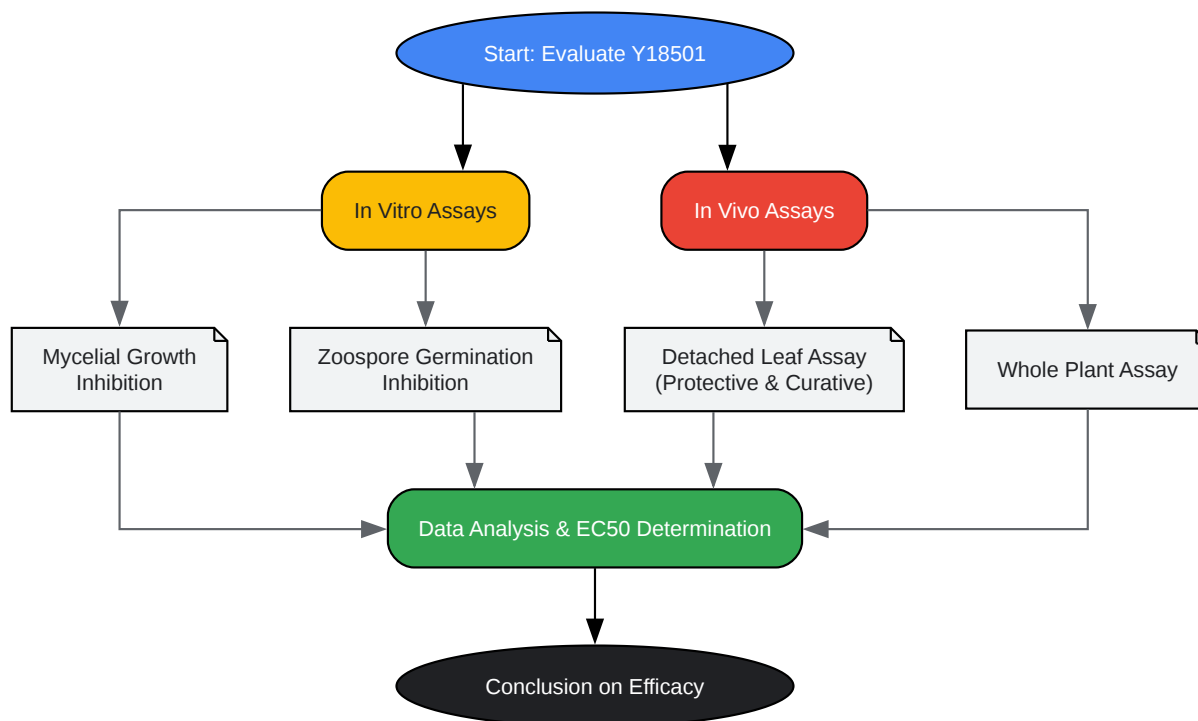 Start: Evaluate Y18501
In Vitro Assays
In Vivo Assays
Mycelial Growth
Inhibition
Zoospore Germination
Inhibition
Detached Leaf Assay
(Protective & Curative)
Whole Plant Assay
Data Analysis & EC50 Determination
Conclusion on Efficacy